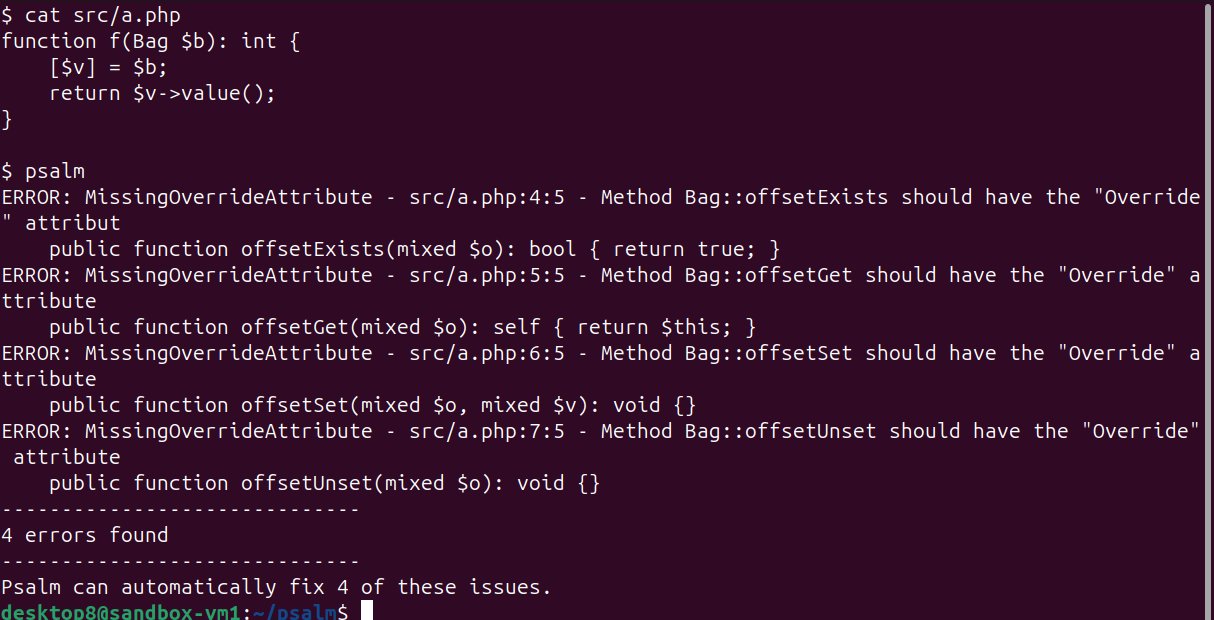 $ cat src/a.php
function f(Bag $b): int {
    [$v] = $b;
    return $v->value();
}
$ psalm
ERROR: MissingOverrideAttribute - src/a.php:4:5 - Method Bag::offsetExists should have the "Override
" attribut
    public function offsetExists(mixed $o): bool { return true; }
ERROR: MissingOverrideAttribute - src/a.php:5:5 - Method Bag::offsetGet should have the "Override" a
ttribute
    public function offsetGet(mixed $o): self { return $this; }
ERROR: MissingOverrideAttribute - src/a.php:6:5 - Method Bag::offsetSet should have the "Override" a
ttribute
    public function offsetSet(mixed $o, mixed $v): void {}
ERROR: MissingOverrideAttribute - src/a.php:7:5 - Method Bag::offsetUnset should have the "Override"
 attribute
    public function offsetUnset(mixed $o): void {}
------------------------------
4 errors found
------------------------------
Psalm can automatically fix 4 of these issues.
desktop8@sandbox-vm1:~/psalm$